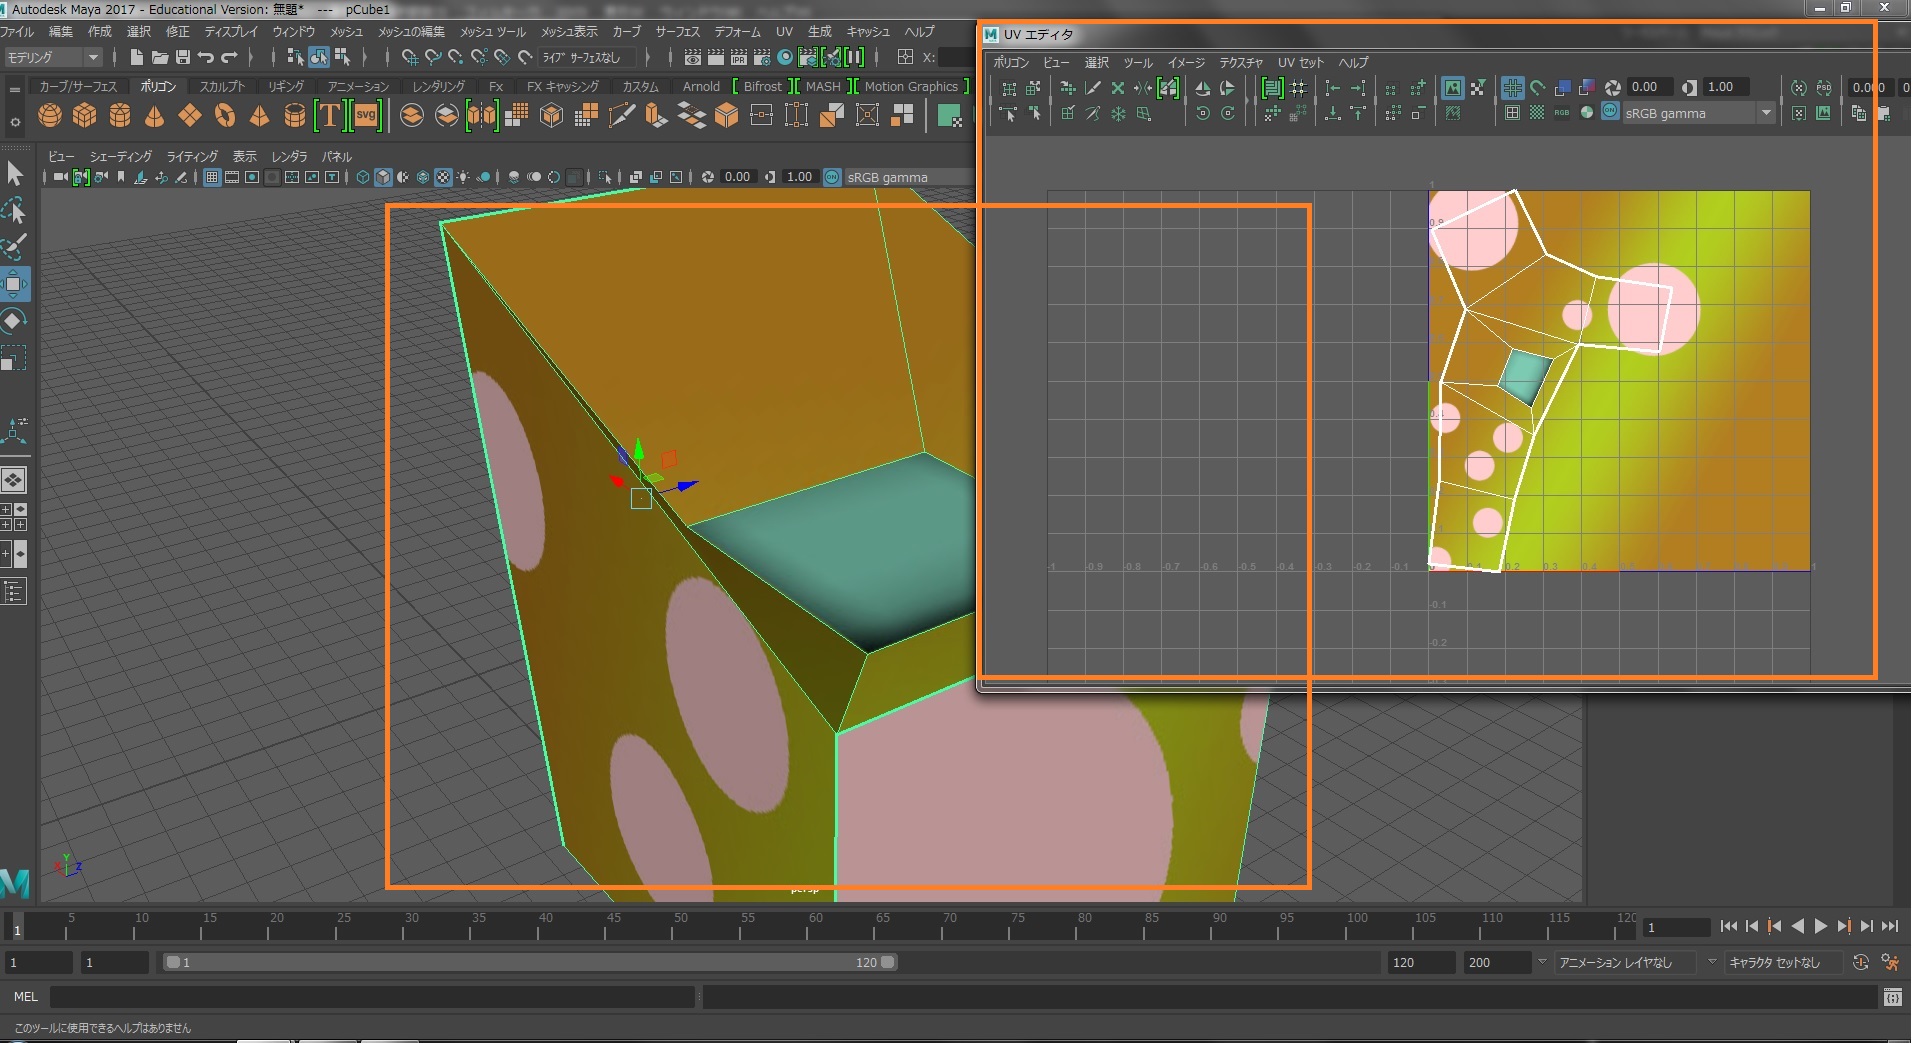 Autodesk Maya 2017 - Educational Version: 無題*   ---   pCube1
ファイル 編集 作成 選択 修正 ディスプレイ ウィンドウ メッシュ メッシュの編集 メッシュ ツール メッシュ表示 カーブ サーフェス デフォーム UV 生成 キャッシュ ヘルプ
モデリング ライブ サーフェスなし X:
カーブ/サーフェス ポリゴン スカルプト リギング アニメーション レンダリング Fx FX キャッシング カスタム Arnold Bifrost MASH Motion Graphics
T SVG
ビュー シェーディング ライティング 表示 レンダラ パネル
0.00 1.00 ON sRGB gamma
UV エディタ
ポリゴン ビュー 選択 ツール イメージ テクスチャ UV セット ヘルプ
0.00 1.00 PSD 0.000
RGB ON sRGB gamma
1
0.9
0.4
-1 -0.9 -0.8 -0.7 -0.6 -0.5 -0.4 -0.3 -0.2 -0.1 0.2 0.3 0.4 1
-0.1
-0.2
Y
Z
persp
5 10 15 20 25 30 35 40 45 50 55 60 65 70 75 80 85 90 95 100 105 110 115 120
1 1
1 1 1 120 120 200 アニメーション レイヤなし キャラクタ セットなし
MEL
このツールに使用できるヘルプはありません